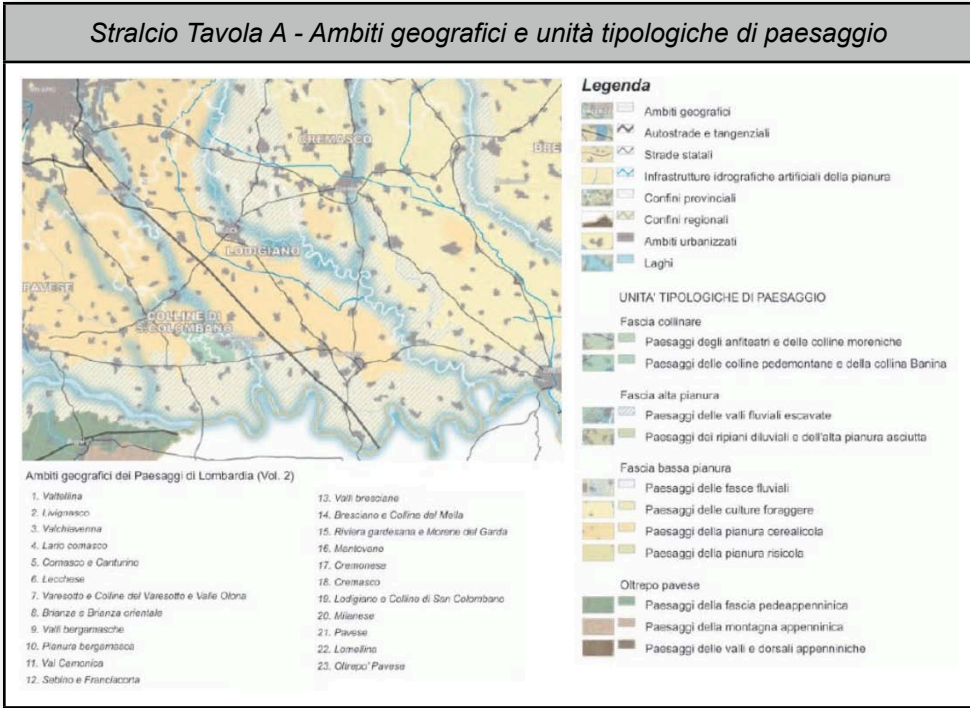 Stralcio Tavola A - Ambiti geografici e unità tipologiche di paesaggio
CREMASCO
BRE
LODIGIANO
PAVESE
COLLINE DI
S.COLOMBANO
Legenda
Ambiti geografici
Autostrade e tangenziali
Strade statali
Infrastrutture idrografiche artificiali della pianura
Confini provinciali
Confini regionali
Ambiti urbanizzati
Laghi
UNITA' TIPOLOGICHE DI PAESAGGIO
Fascia collinare
Paesaggi degli anfiteatri e delle colline moreniche
Paesaggi delle colline pedemontane e della collina Banina
Fascia alta pianura
Paesaggi delle valli fluviali escavate
Paesaggi dei ripiani diluviali e dell'alta pianura asciutta
Fascia bassa pianura
Paesaggi delle fasce fluviali
Paesaggi delle culture foraggere
Paesaggi della pianura cerealicola
Paesaggi della pianura risicola
Oltrepo pavese
Paesaggi della fascia pedeappenninica
Paesaggi della montagna appenninica
Paesaggi delle valli e dorsali appenniniche
Ambiti geografici dei Paesaggi di Lombardia (Vol. 2)
1. Valtellina
2. Livignasco
3. Valchiavenna
4. Lario comasco
5. Comasco e Canturino
6. Lecchese
7. Varesotto e Colline del Varesotto e Valle Olona
8. Brianza e Brianza orientale
9. Valli bergamasche
10. Pianura bergamasca
11. Val Camonica
12. Sebino e Franciacorta
13. Valli bresciane
14. Bresciano e Colline del Mella
15. Riviera gardesana e Morene del Garda
16. Mantovano
17. Cremonese
18. Cremasco
19. Lodigiano e Colline di San Colombano
20. Milanese
21. Pavese
22. Lomellina
23. Oltrepo' Pavese